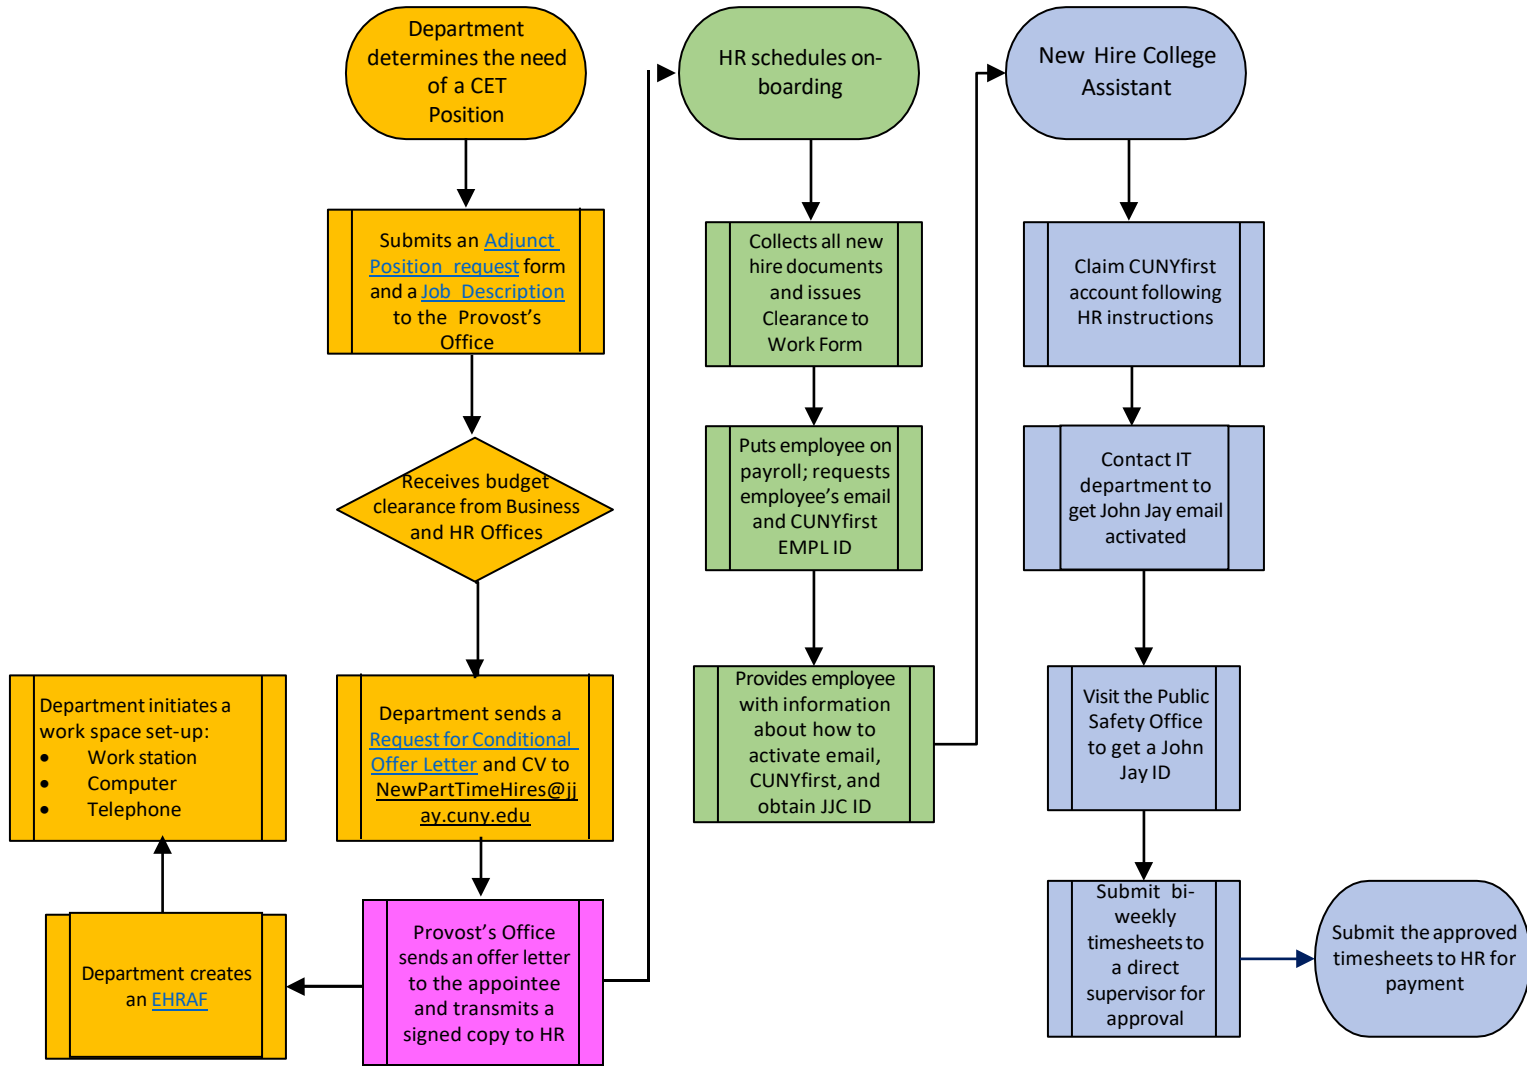 Department
determines the need
of a CET
Position
Submits an Adjunct
Position request form
and a Job Description
to the Provost's
Office
Receives budget
clearance from Business
and HR Offices
Department sends a
Request for Conditional
Offer Letter and CV to
NewPartTimeHires@jj
ay.cuny.edu
Provost's Office
sends an offer letter
to the appointee
and transmits a
signed copy to HR
Department creates
an EHRAF
Department initiates a
work space set-up:
• Work station
• Computer
• Telephone
HR schedules on-
boarding
Collects all new
hire documents
and issues
Clearance to
Work Form
Puts employee on
payroll; requests
employee's email
and CUNYfirst
EMPL ID
Provides employee
with information
about how to
activate email,
CUNYfirst, and
obtain JJC ID
New Hire College
Assistant
Claim CUNYfirst
account following
HR instructions
Contact IT
department to
get John Jay email
activated
Visit the Public
Safety Office
to get a John
Jay ID
Submit bi-
weekly
timesheets to
a direct
supervisor for
approval
Submit the approved
timesheets to HR for
payment